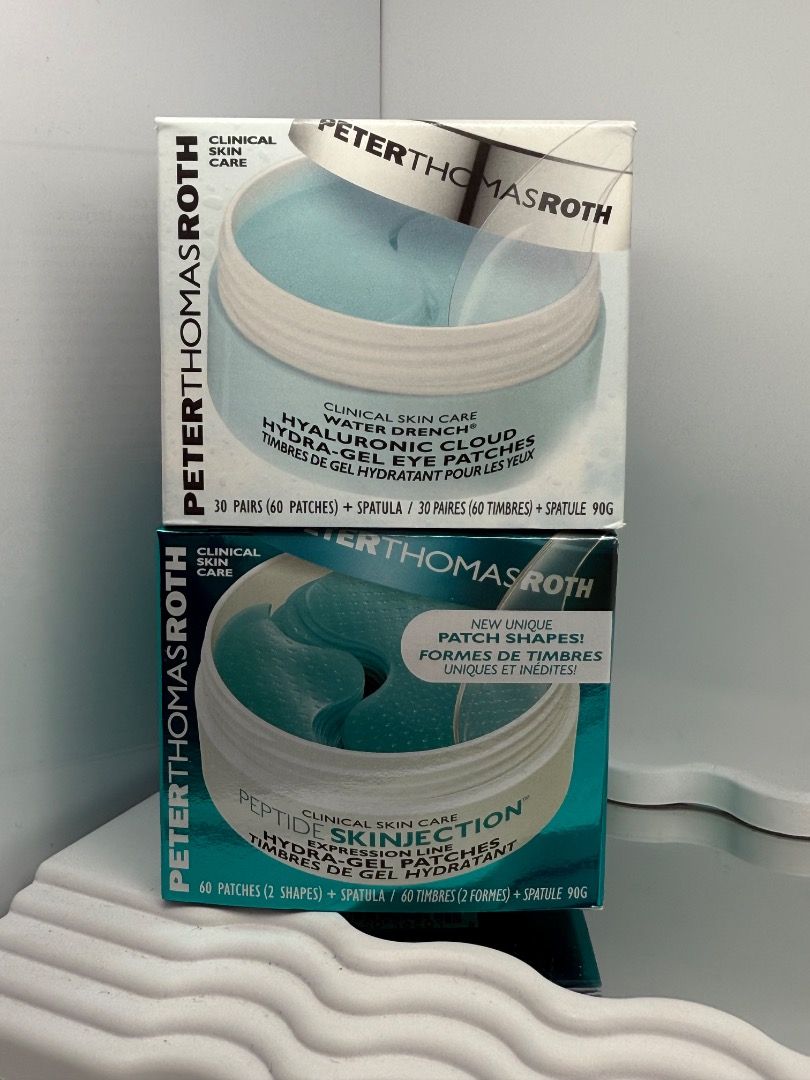 PETERTHOMASROTH
CLINICAL
SKIN
CARE
PETERTHOMASROTH
CLINICAL SKIN CARE
WATER DRENCH®
HYALURONIC CLOUD
HYDRA-GEL EYE PATCHES
TIMBRES DE GEL HYDRATANT POUR LES YEUX
30 PAIRS (60 PATCHES) + SPATULA / 30 PAIRES (60 TIMBRES) + SPATULE 90G
PETERTHOMASROTH
CLINICAL
SKIN
CARE
PETERTHOMASROTH
NEW UNIQUE
PATCH SHAPES!
FORMES DE TIMBRES
UNIQUES ET INÉDITES!
CLINICAL SKIN CARE
PEPTIDE SKINJECTION™
EXPRESSION LINE
HYDRA-GEL PATCHES
TIMBRES DE GEL HYDRATANT
60 PATCHES (2 SHAPES) + SPATULA / 60 TIMBRES (2 FORMES) + SPATULE 90G